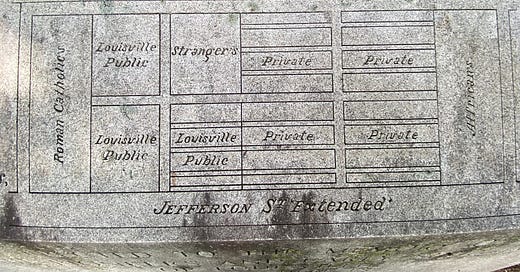 Roman Catholics
Louisville
Public
Strangers
Private
Private
Africans
Louisville
Public
Louisville
Public
Private
Private
JEFFERSON ST. Extended